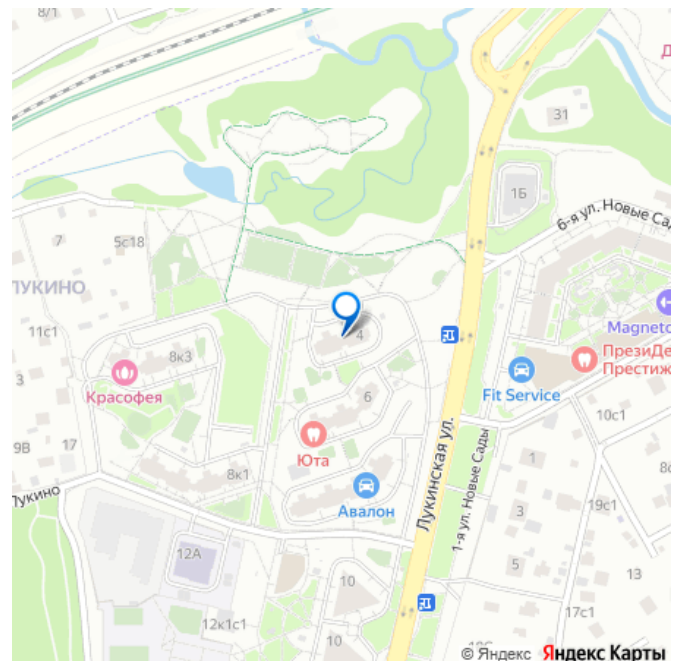 8/1
Д
31
1Б
6-я ул. Новые Сад
7
5с18
ЛУКИНО
11с1
8к3
4
Magneto
Красофея
ПрезиДе
Престиж
6
Fit Service
10с1
Юта
9В
17
Лукинская ул.
1-я ул. Новые Сады
1
8
8к1
Лукино
Авалон
3
19с1
12А
5
13
10
12к1с1
17с1
10
© Яндекс Яндекс Карты